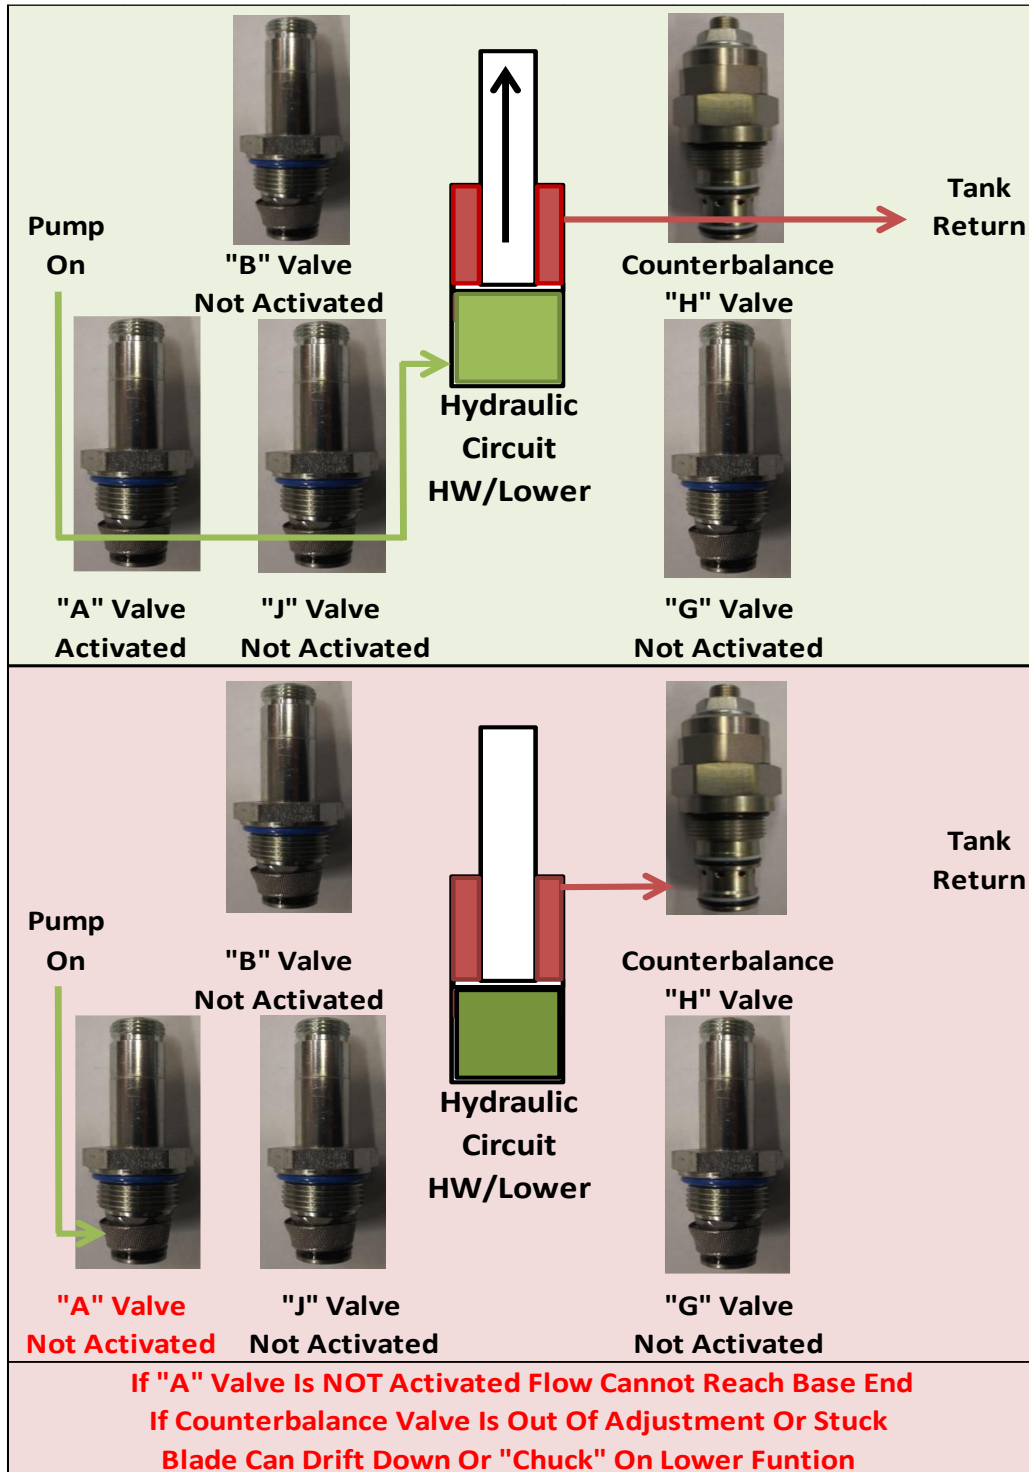 Pump
On
"B" Valve
Not Activated
Counterbalance
"H" Valve
Tank
Return
Hydraulic
Circuit
HW/Lower
"A" Valve
Activated
"J" Valve
Not Activated
"G" Valve
Not Activated
Pump
On
"B" Valve
Not Activated
Counterbalance
"H" Valve
Tank
Return
Hydraulic
Circuit
HW/Lower
"A" Valve
Not Activated
"J" Valve
Not Activated
"G" Valve
Not Activated
If "A" Valve Is NOT Activated Flow Cannot Reach Base End
If Counterbalance Valve Is Out Of Adjustment Or Stuck
Blade Can Drift Down Or "Chuck" On Lower Funtion